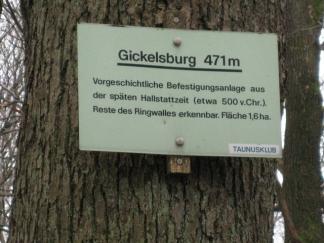 Gickelsburg 471m
Vorgeschichtliche Befestigungsanlage aus
der späten Hallstattzeit (etwa 500 v.Chr.).
Reste des Ringwalles erkennbar. Fläche 1,6 ha.
TAUNUSKLUB